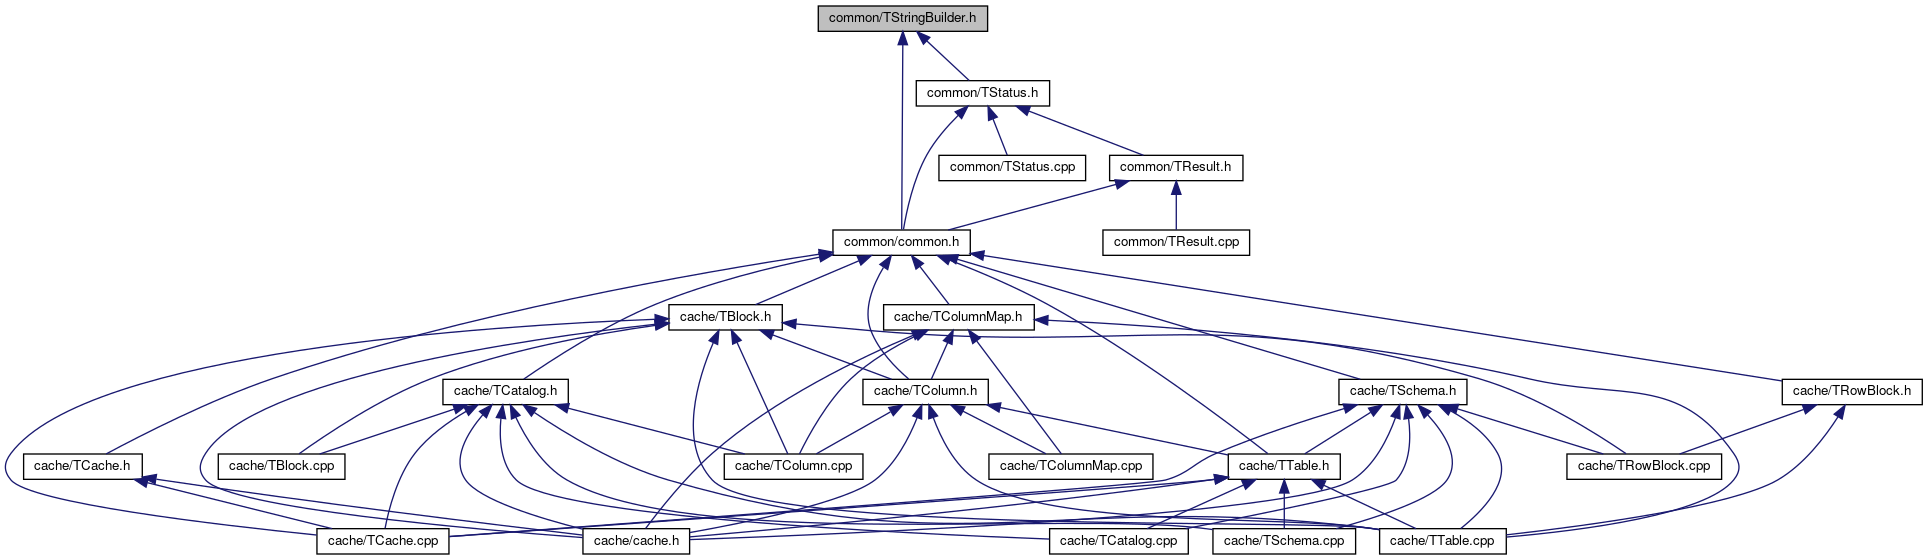 common/TStringBuilder.h
common/TStatus.h
common/TStatus.cpp
common/TResult.h
common/common.h
common/TResult.cpp
cache/TBlock.h
cache/TColumnMap.h
cache/TCatalog.h
cache/TColumn.h
cache/TSchema.h
cache/TRowBlock.h
cache/TCache.h
cache/TBlock.cpp
cache/TColumn.cpp
cache/TColumnMap.cpp
cache/TTable.h
cache/TRowBlock.cpp
cache/TCache.cpp
cache/cache.h
cache/TCatalog.cpp
cache/TSchema.cpp
cache/TTable.cpp